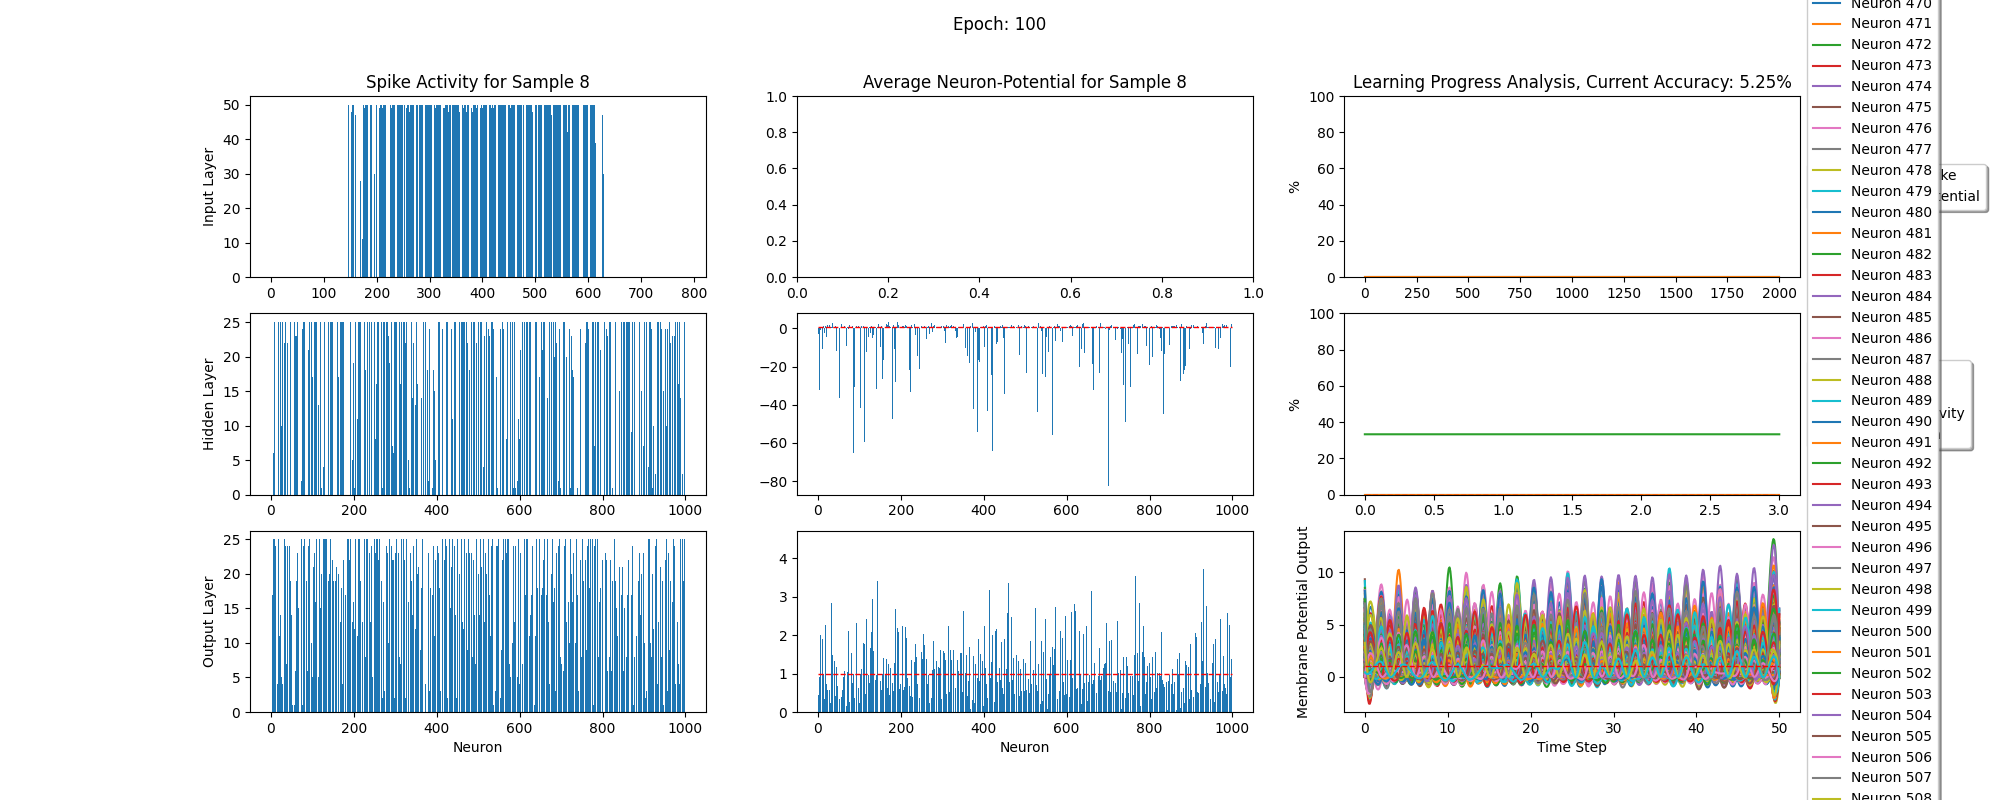 Epoch: 100
Spike Activity for Sample 8
Input Layer
50
40
30
20
10
0
0 100 200 300 400 500 600 700 800
Average Neuron-Potential for Sample 8
1.0
0.8
0.6
0.4
0.2
0.0
0.0 0.2 0.4 0.6 0.8 1.0
Learning Progress Analysis, Current Accuracy: 5.25%
%
100
80
60
40
20
0
0 250 500 750 1000 1250 1500 1750 2000
Hidden Layer
25
20
15
10
5
0
0 200 400 600 800 1000
0
−20
−40
−60
−80
0 200 400 600 800 1000
%
100
80
60
40
20
0
0.0 0.5 1.0 1.5 2.0 2.5 3.0
Output Layer
25
20
15
10
5
0
0 200 400 600 800 1000
Neuron
4
3
2
1
0
0 200 400 600 800 1000
Neuron
Membrane Potential Output
10
5
0
0 10 20 30 40 50
Time Step
Neuron 470
Neuron 471
Neuron 472
Neuron 473
Neuron 474
Neuron 475
Neuron 476
Neuron 477
Neuron 478
Neuron 479
Neuron 480
Neuron 481
Neuron 482
Neuron 483
Neuron 484
Neuron 485
Neuron 486
Neuron 487
Neuron 488
Neuron 489
Neuron 490
Neuron 491
Neuron 492
Neuron 493
Neuron 494
Neuron 495
Neuron 496
Neuron 497
Neuron 498
Neuron 499
Neuron 500
Neuron 501
Neuron 502
Neuron 503
Neuron 504
Neuron 505
Neuron 506
Neuron 507
Neuron 508